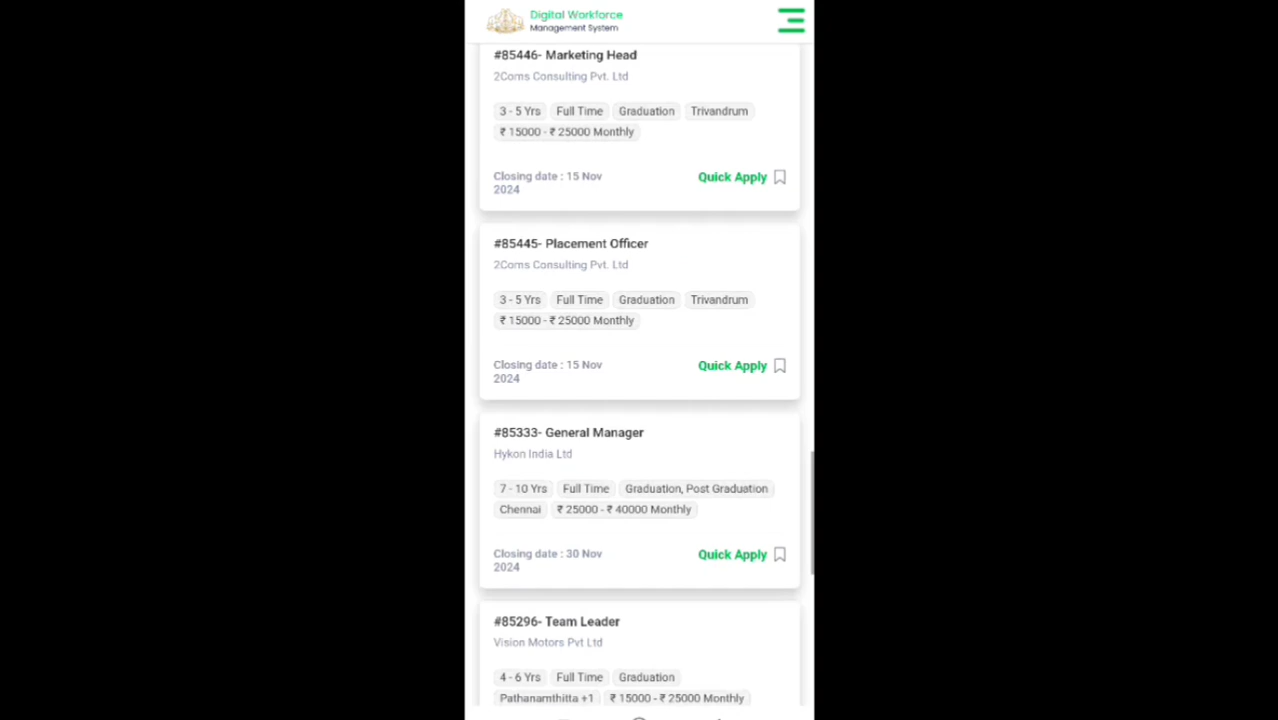 Digital Workforce
Management System
#85446- Marketing Head
2Coms Consulting Pvt. Ltd
3 - 5 Yrs Full Time Graduation Trivandrum
₹ 15000 - ₹ 25000 Monthly
Closing date : 15 Nov 2024 Quick Apply
#85445- Placement Officer
2Coms Consulting Pvt. Ltd
3 - 5 Yrs Full Time Graduation Trivandrum
₹ 15000 - ₹ 25000 Monthly
Closing date : 15 Nov 2024 Quick Apply
#85333- General Manager
Hykon India Ltd
7 - 10 Yrs Full Time Graduation, Post Graduation
Chennai ₹ 25000 - ₹ 40000 Monthly
Closing date : 30 Nov 2024 Quick Apply
#85296- Team Leader
Vision Motors Pvt Ltd
4 - 6 Yrs Full Time Graduation
Pathanamthitta +1 ₹ 15000 - ₹ 25000 Monthly